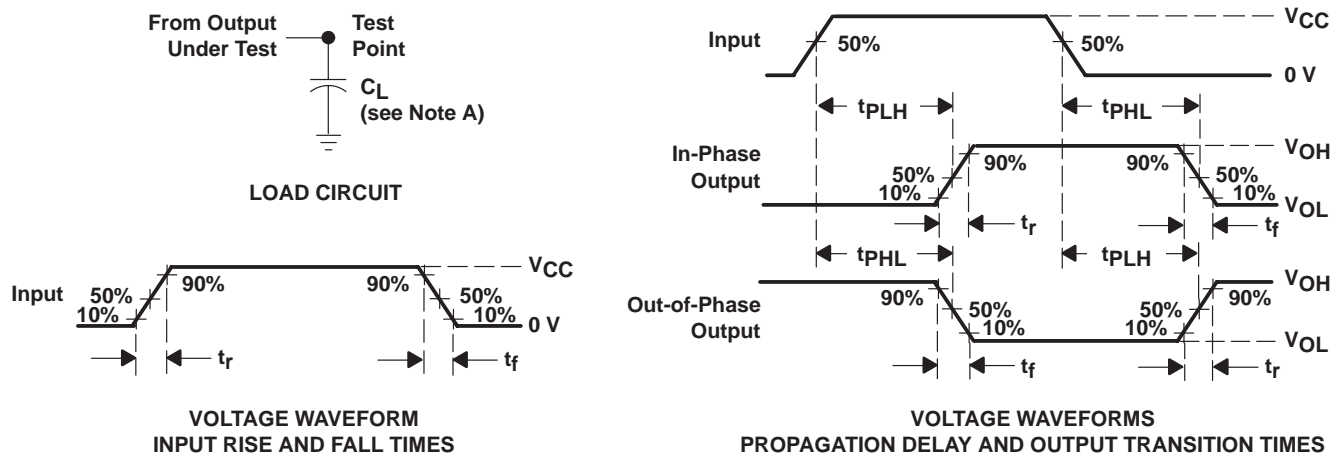 From Output
Under Test
Test
Point
CL
(see Note A)
LOAD CIRCUIT
Input
50%
10%
90%
90%
50%
10%
VCC
0 V
tr
tf
VOLTAGE WAVEFORM
INPUT RISE AND FALL TIMES
Input
50%
50%
VCC
0 V
tPLH
tPHL
In-Phase
Output
50%
10%
90%
90%
50%
10%
VOH
VOL
tr
tf
tPHL
tPLH
Out-of-Phase
Output
90%
50%
10%
50%
10%
90%
VOH
VOL
tf
tr
VOLTAGE WAVEFORMS
PROPAGATION DELAY AND OUTPUT TRANSITION TIMES